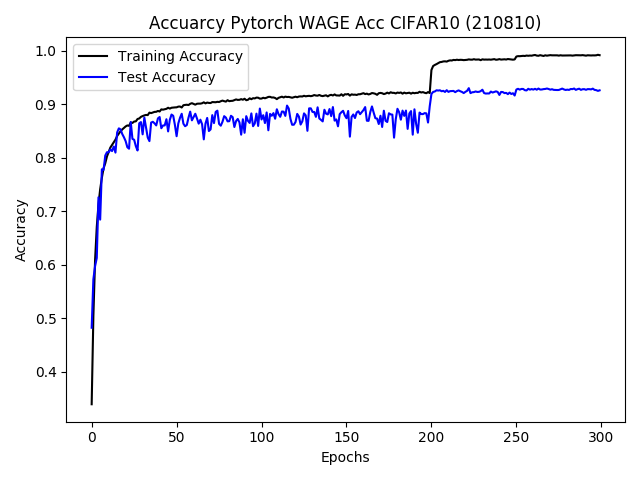 Accuarcy Pytorch WAGE Acc CIFAR10 (210810)
Training Accuracy
Test Accuracy
Accuracy
1.0
0.9
0.8
0.7
0.6
0.5
0.4
0 50 100 150 200 250 300
Epochs